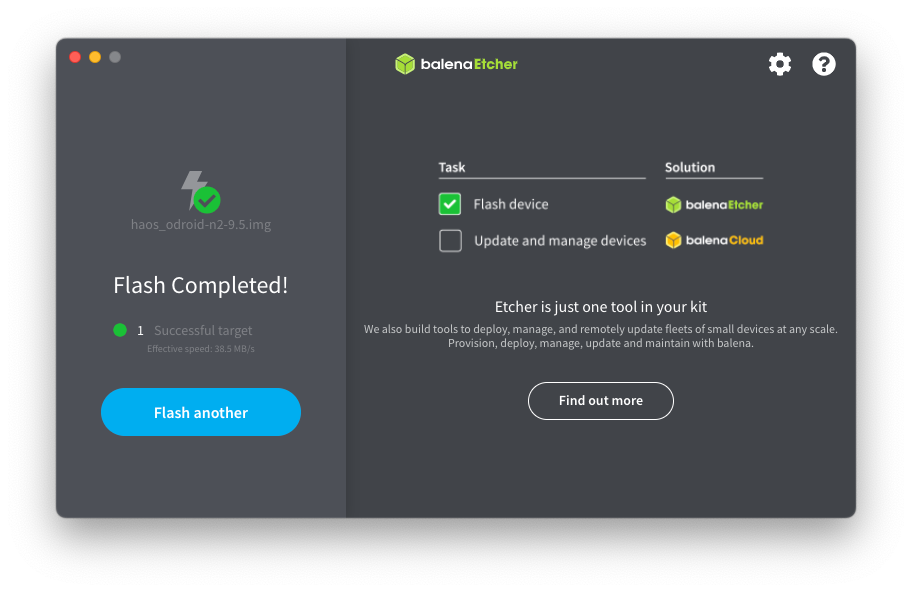 balenaEtcher
haos_odroid-n2-9.5.img
Flash Completed!
1 Successful target
Effective speed: 38.5 MB/s
Flash another
Task Solution
Flash device balenaEtcher
Update and manage devices balenaCloud
Etcher is just one tool in your kit
We also build tools to deploy, manage, and remotely update fleets of small devices at any scale.
Provision, deploy, manage, update and maintain with balena.
Find out more